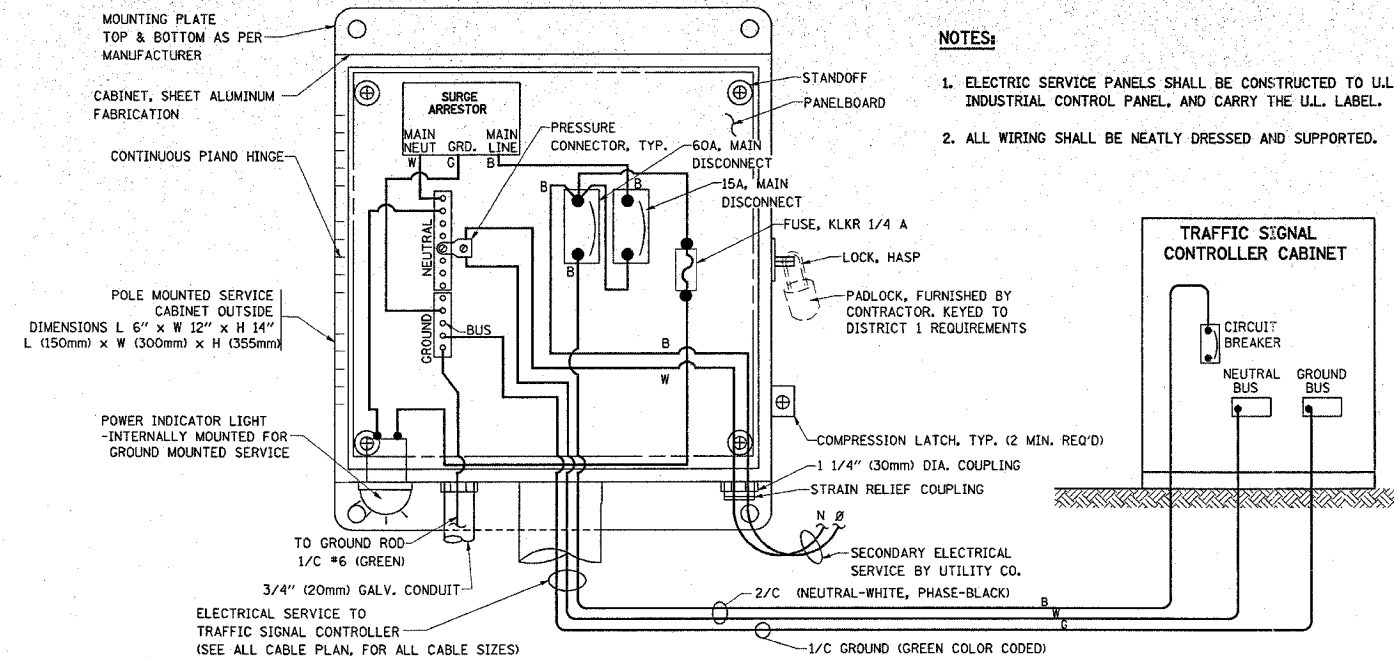 MOUNTING PLATE
TOP & BOTTOM AS PER
MANUFACTURER
CABINET, SHEET ALUMINUM
FABRICATION
CONTINUOUS PIANO HINGE
POLE MOUNTED SERVICE
CABINET OUTSIDE
DIMENSIONS L 6" x W 12" x H 14"
L (150mm) x W (300mm) x H (355mm)
POWER INDICATOR LIGHT
-INTERNALLY MOUNTED FOR
GROUND MOUNTED SERVICE
TO GROUND ROD
1/C #6 (GREEN)
3/4" (20mm) GALV. CONDUIT
ELECTRICAL SERVICE TO
TRAFFIC SIGNAL CONTROLLER
(SEE ALL CABLE PLAN, FOR ALL CABLE SIZES)
SURGE
ARRESTOR
MAIN
NEUT
GRD.
MAIN
LINE
W
G
B
NEUTRAL
GROUND
BUS
PRESSURE
CONNECTOR, TYP.
B
B
B
B
W
STANDOFF
PANELBOARD
60A, MAIN
DISCONNECT
15A, MAIN
DISCONNECT
FUSE, KLKR 1/4 A
LOCK, HASP
PADLOCK, FURNISHED BY
CONTRACTOR. KEYED TO
DISTRICT 1 REQUIREMENTS
COMPRESSION LATCH, TYP. (2 MIN. REQ'D)
1 1/4" (30mm) DIA. COUPLING
STRAIN RELIEF COUPLING
N Ø
SECONDARY ELECTRICAL
SERVICE BY UTILITY CO.
2/C (NEUTRAL-WHITE, PHASE-BLACK)
B
W
G
1/C GROUND (GREEN COLOR CODED)
NOTES:
1. ELECTRIC SERVICE PANELS SHALL BE CONSTRUCTED TO U.L
INDUSTRIAL CONTROL PANEL, AND CARRY THE U.L. LABEL.
2. ALL WIRING SHALL BE NEATLY DRESSED AND SUPPORTED.
TRAFFIC SIGNAL
CONTROLLER CABINET
CIRCUIT
BREAKER
NEUTRAL
BUS
GROUND
BUS